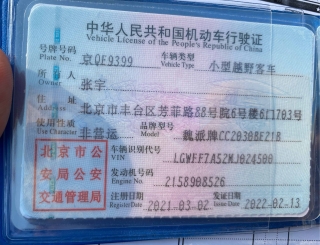 中华人民共和国机动车行驶证
Vehicle License of the People's Republic of China
号牌号码 京QE9399 车辆类型 小型越野客车
Plate No. Vehicle Type
所有人 张宇
Owner
住址 北京市丰台区芳菲路88号院6号楼6门703号
Address
使用性质 非营运 品牌型号 魏派牌CC2030BE21B
Use Character Model
北京市公安局公安交通管理局
车辆识别代号 LGWFF7A52MJ024500
VIN
发动机号码 2158908526
Engine No.
注册日期 2021-03-02 发证日期 2022-02-13
Register Date Issue Date